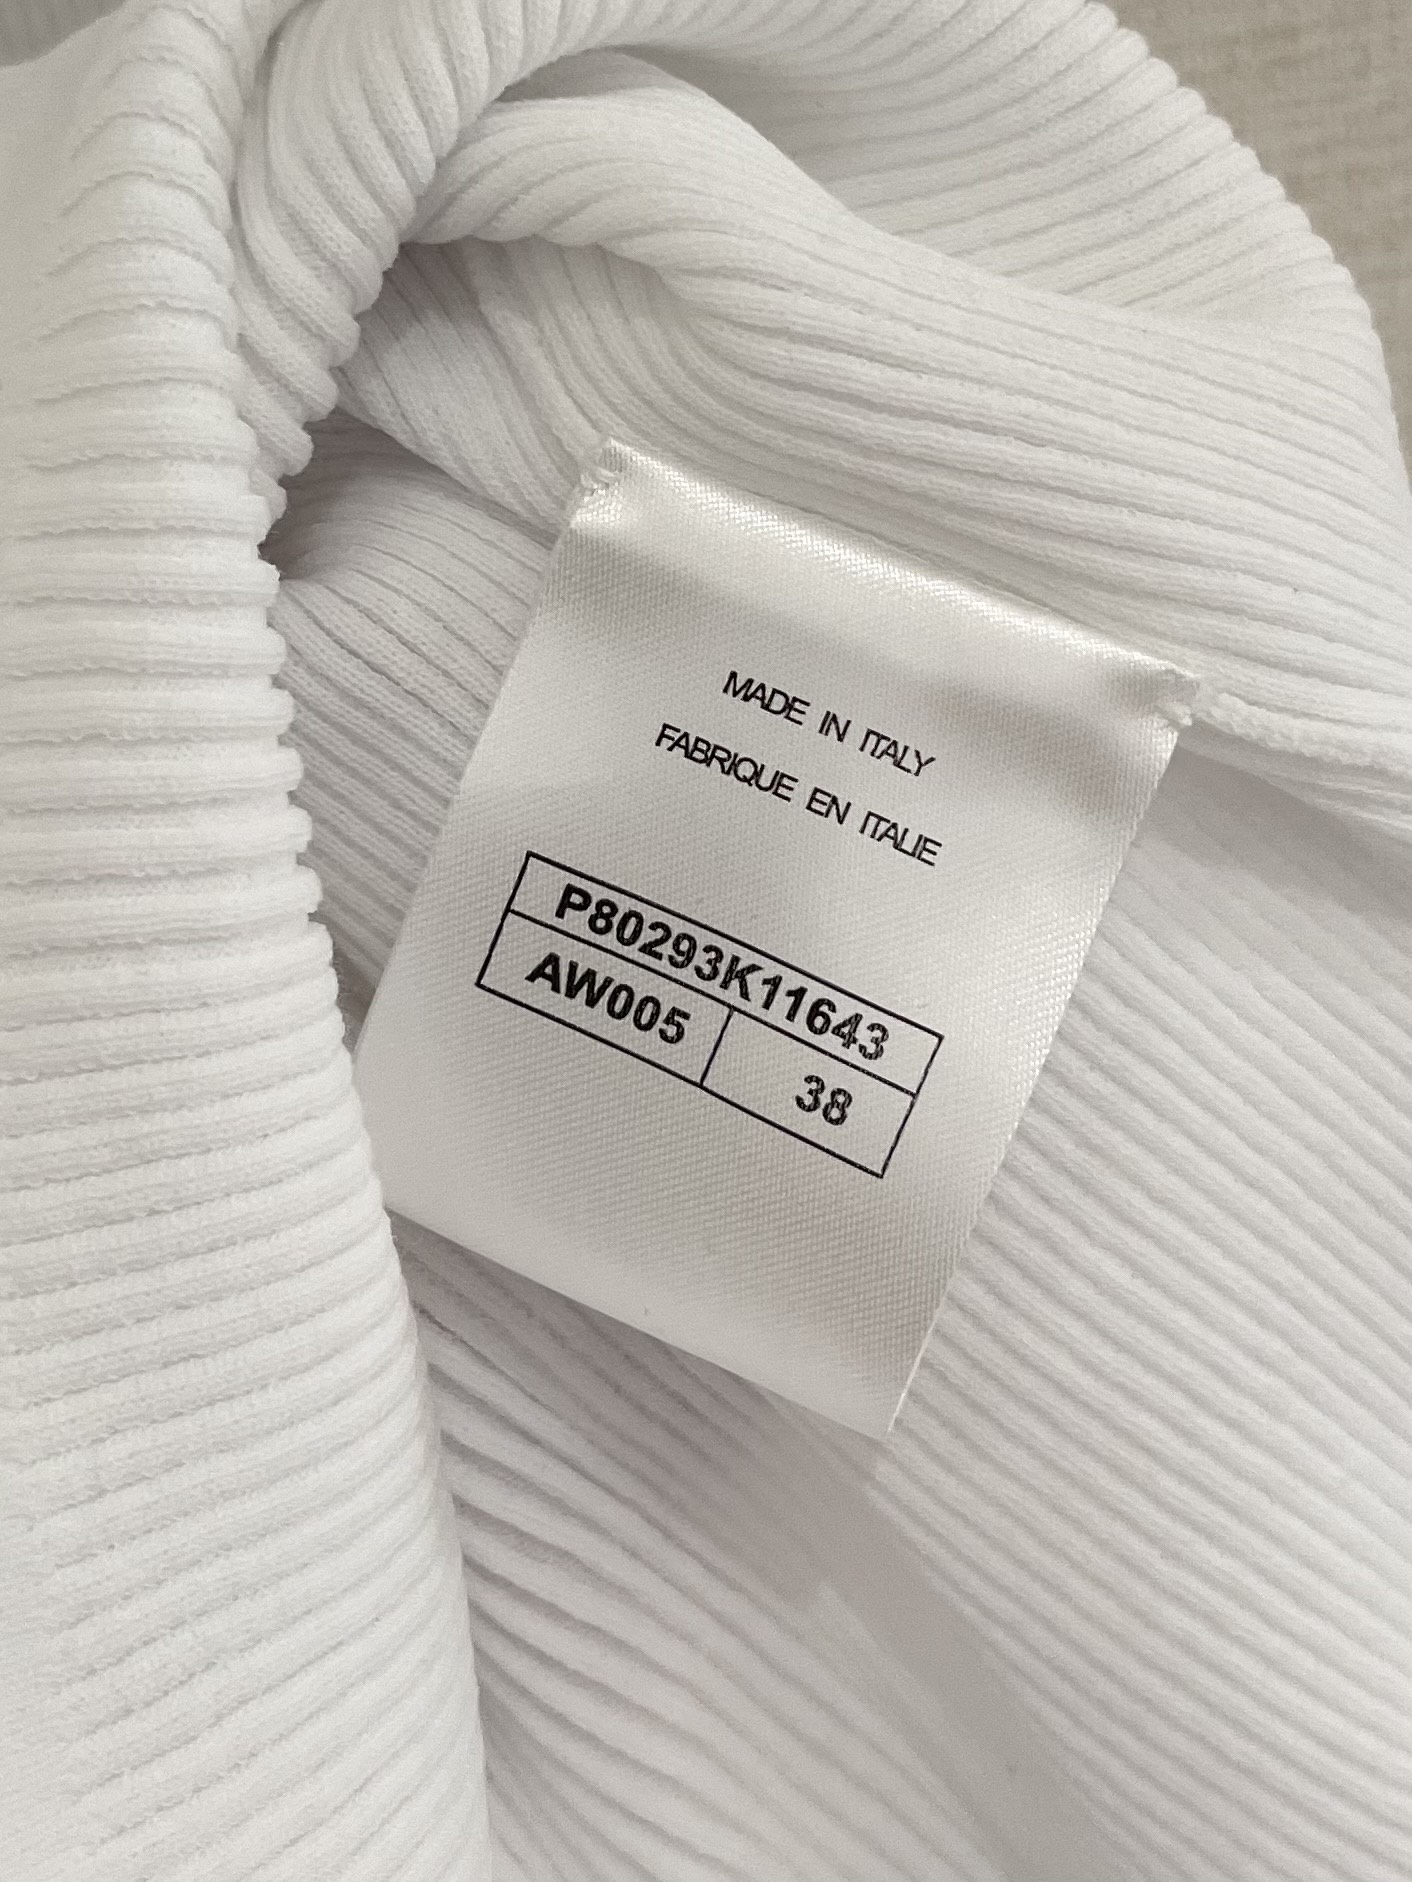 MADE IN ITALY
FABRIQUE EN ITALIE
P80293K11643
AW005 38